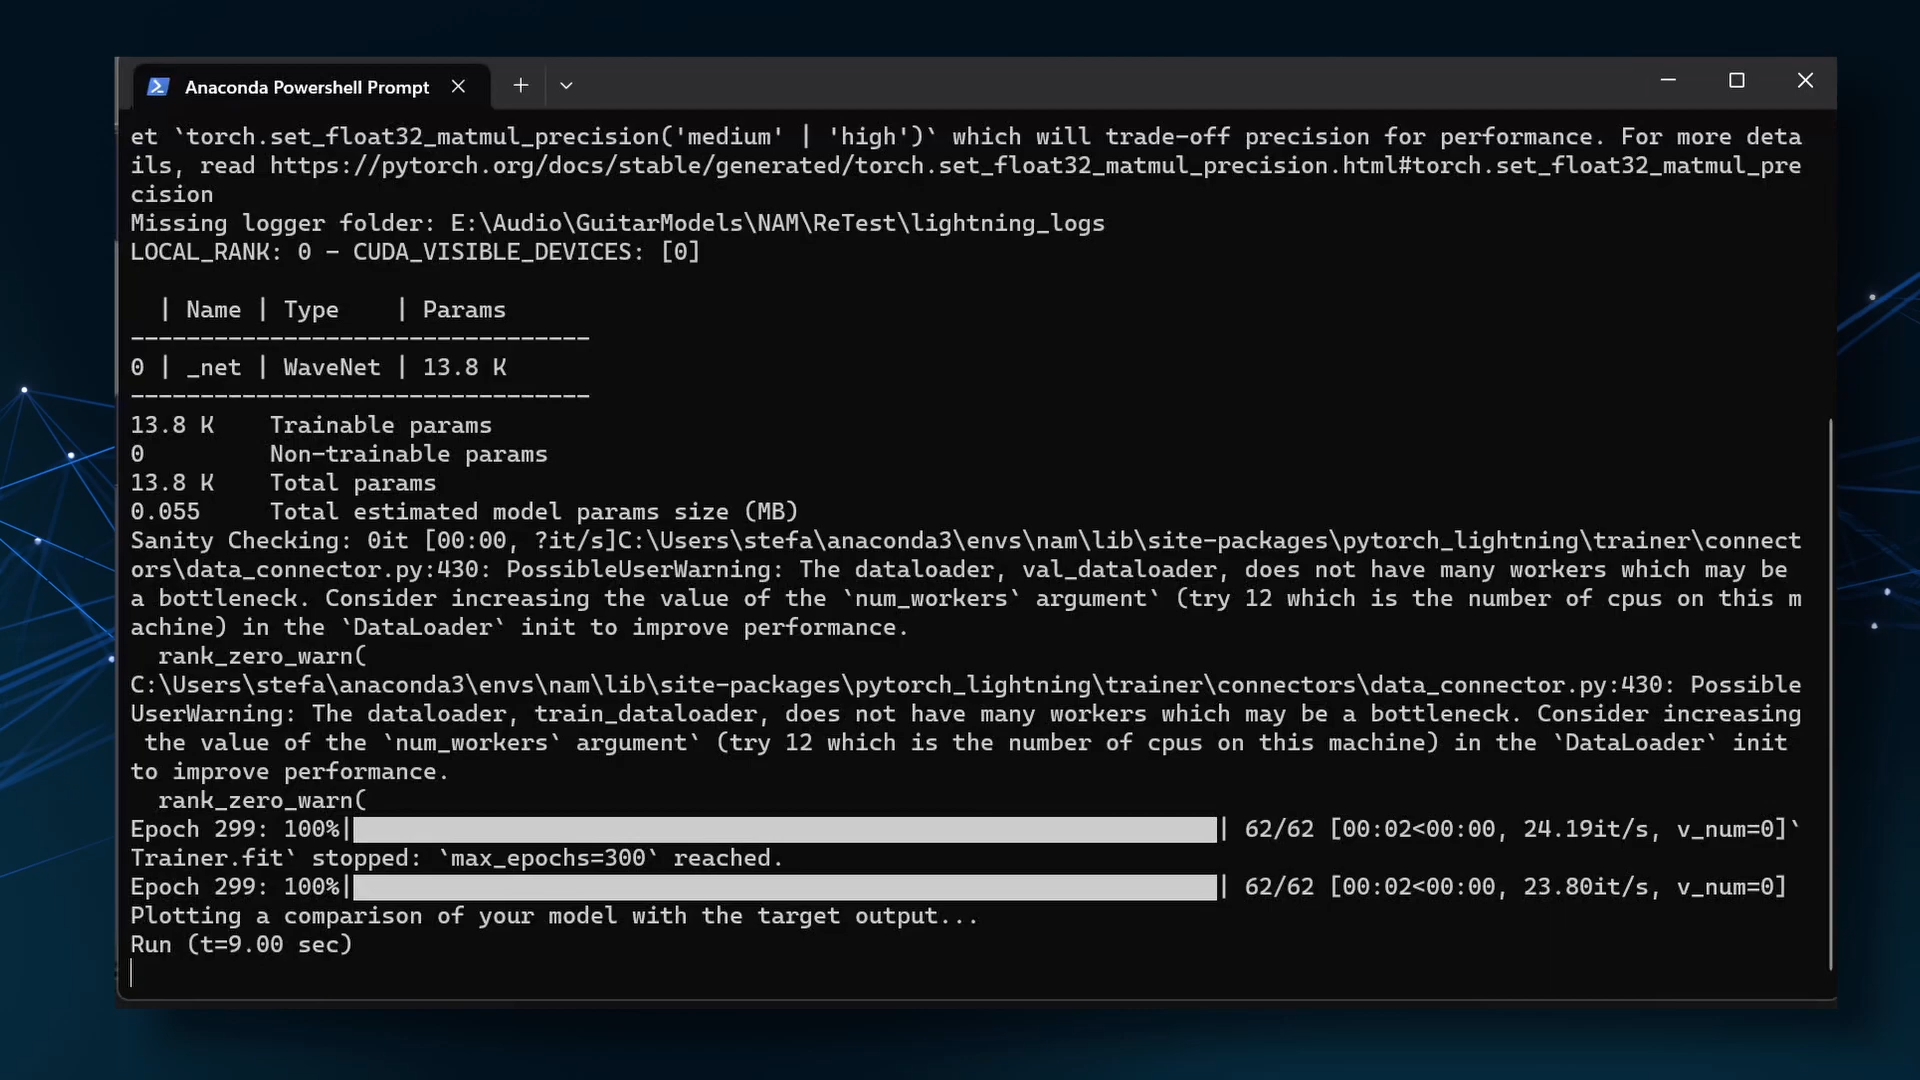 Anaconda Powershell Prompt
et `torch.set_float32_matmul_precision('medium' | 'high')` which will trade-off precision for performance. For more deta
ils, read https://pytorch.org/docs/stable/generated/torch.set_float32_matmul_precision.html#torch.set_float32_matmul_pre
cision
Missing logger folder: E:\Audio\GuitarModels\NAM\ReTest\lightning_logs
LOCAL_RANK: 0 - CUDA_VISIBLE_DEVICES: [0]
  | Name | Type    | Params
---------------------------------
0 | _net | WaveNet | 13.8 K
---------------------------------
13.8 K    Trainable params
0         Non-trainable params
13.8 K    Total params
0.055     Total estimated model params size (MB)
Sanity Checking: 0it [00:00, ?it/s]C:\Users\stefa\anaconda3\envs\nam\lib\site-packages\pytorch_lightning\trainer\connect
ors\data_connector.py:430: PossibleUserWarning: The dataloader, val_dataloader, does not have many workers which may be
a bottleneck. Consider increasing the value of the `num_workers` argument` (try 12 which is the number of cpus on this m
achine) in the `DataLoader` init to improve performance.
  rank_zero_warn(
C:\Users\stefa\anaconda3\envs\nam\lib\site-packages\pytorch_lightning\trainer\connectors\data_connector.py:430: Possible
UserWarning: The dataloader, train_dataloader, does not have many workers which may be a bottleneck. Consider increasing
 the value of the `num_workers` argument` (try 12 which is the number of cpus on this machine) in the `DataLoader` init
to improve performance.
  rank_zero_warn(
Epoch 299: 100%| | 62/62 [00:02<00:00, 24.19it/s, v_num=0]`
Trainer.fit` stopped: `max_epochs=300` reached.
Epoch 299: 100%| | 62/62 [00:02<00:00, 23.80it/s, v_num=0]
Plotting a comparison of your model with the target output...
Run (t=9.00 sec)